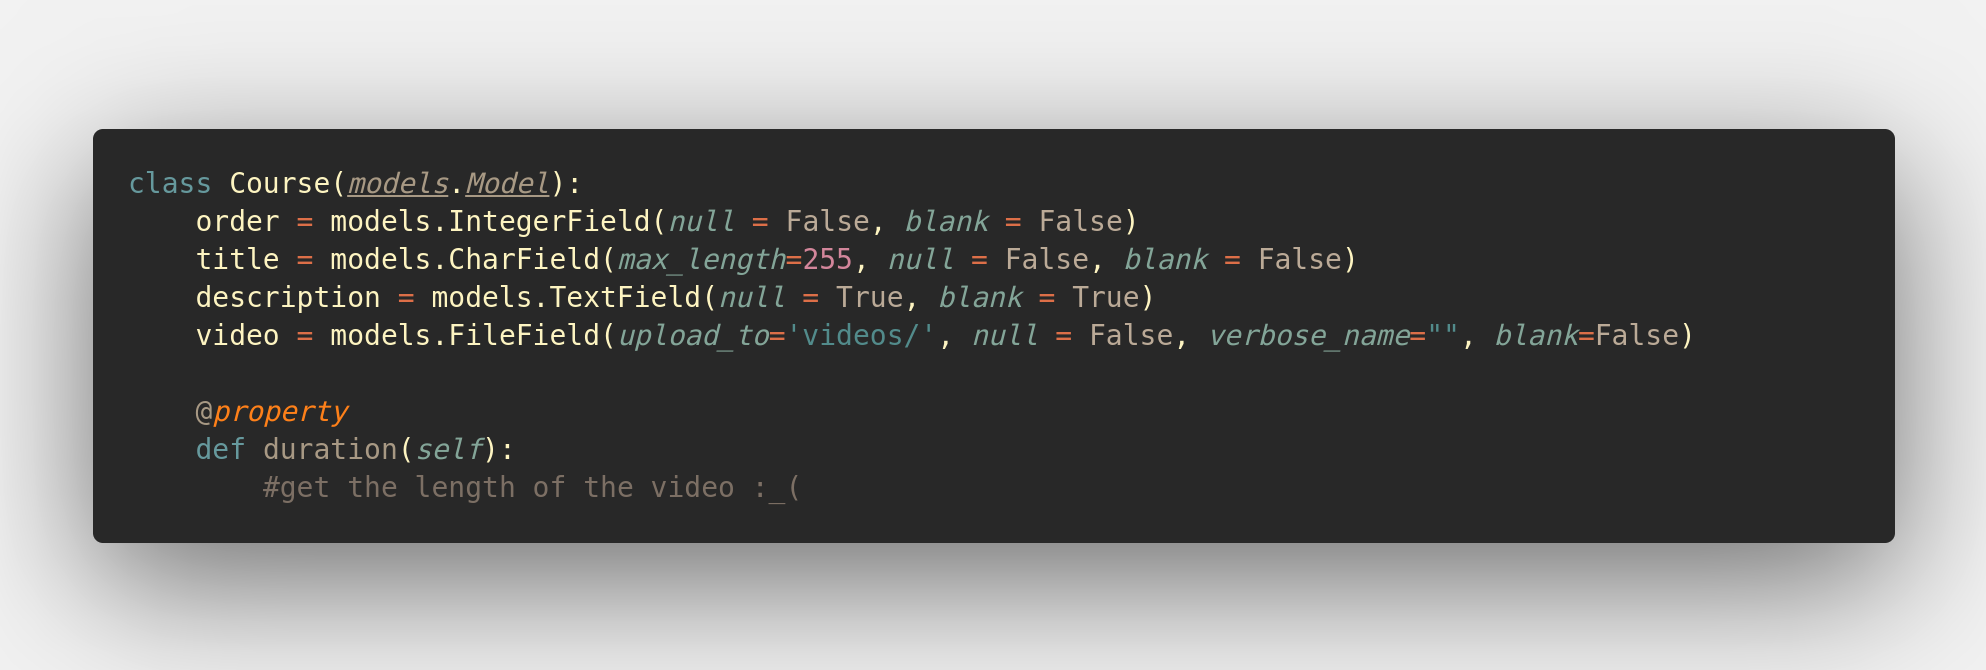 class Course(models.Model):
    order = models.IntegerField(null = False, blank = False)
    title = models.CharField(max_length=255, null = False, blank = False)
    description = models.TextField(null = True, blank = True)
    video = models.FileField(upload_to='videos/', null = False, verbose_name="", blank=False)

    @property
    def duration(self):
        #get the length of the video :_(